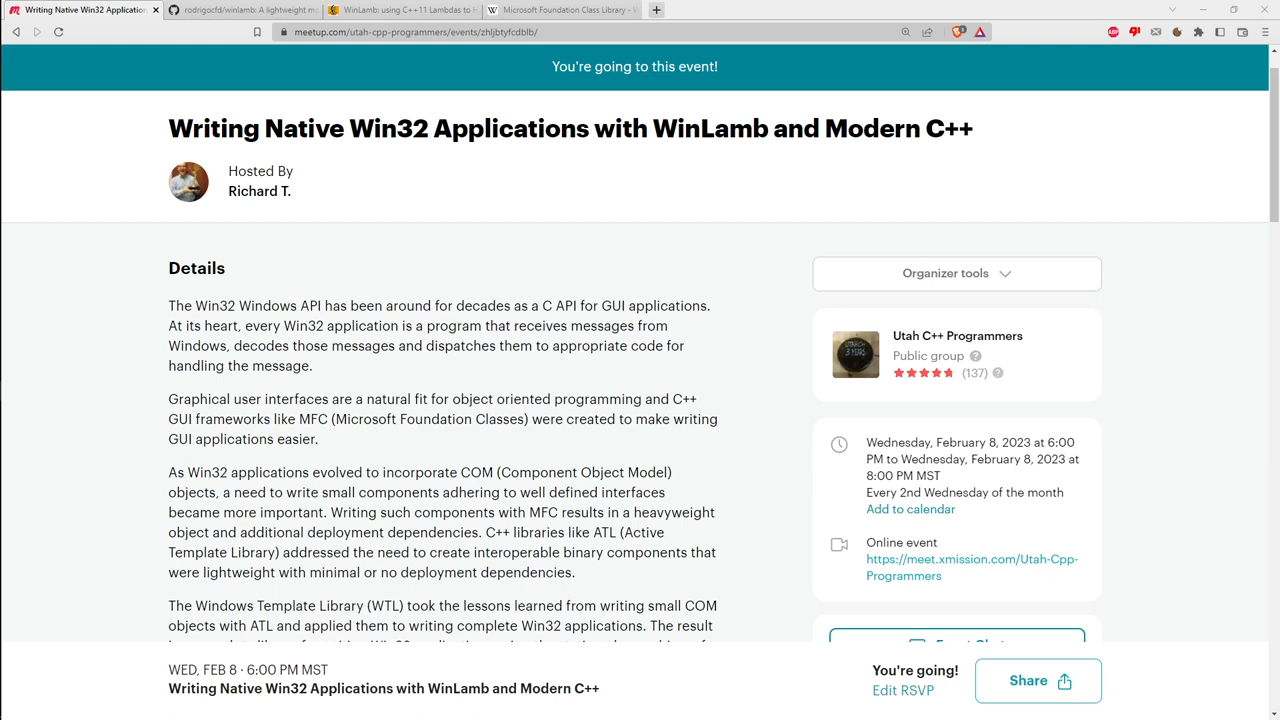 Writing Native Win32 Application
rodrigocfd/winlamb: A lightweight mo
WinLamb: using C++11 Lambdas to H
Microsoft Foundation Class Library - W
meetup.com/utah-cpp-programmers/events/zhljbtyfcdblb/
You're going to this event!
Writing Native Win32 Applications with WinLamb and Modern C++
Hosted By
Richard T.
Details
The Win32 Windows API has been around for decades as a C API for GUI applications.
At its heart, every Win32 application is a program that receives messages from
Windows, decodes those messages and dispatches them to appropriate code for
handling the message.
Graphical user interfaces are a natural fit for object oriented programming and C++
GUI frameworks like MFC (Microsoft Foundation Classes) were created to make writing
GUI applications easier.
As Win32 applications evolved to incorporate COM (Component Object Model)
objects, a need to write small components adhering to well defined interfaces
became more important. Writing such components with MFC results in a heavyweight
object and additional deployment dependencies. C++ libraries like ATL (Active
Template Library) addressed the need to create interoperable binary components that
were lightweight with minimal or no deployment dependencies.
The Windows Template Library (WTL) took the lessons learned from writing small COM
objects with ATL and applied them to writing complete Win32 applications. The result
Organizer tools
Utah C++ Programmers
Public group
(137)
Wednesday, February 8, 2023 at 6:00
PM to Wednesday, February 8, 2023 at
8:00 PM MST
Every 2nd Wednesday of the month
Add to calendar
Online event
https://meet.xmission.com/Utah-Cpp-
Programmers
WED, FEB 8 · 6:00 PM MST
Writing Native Win32 Applications with WinLamb and Modern C++
You're going!
Edit RSVP
Share